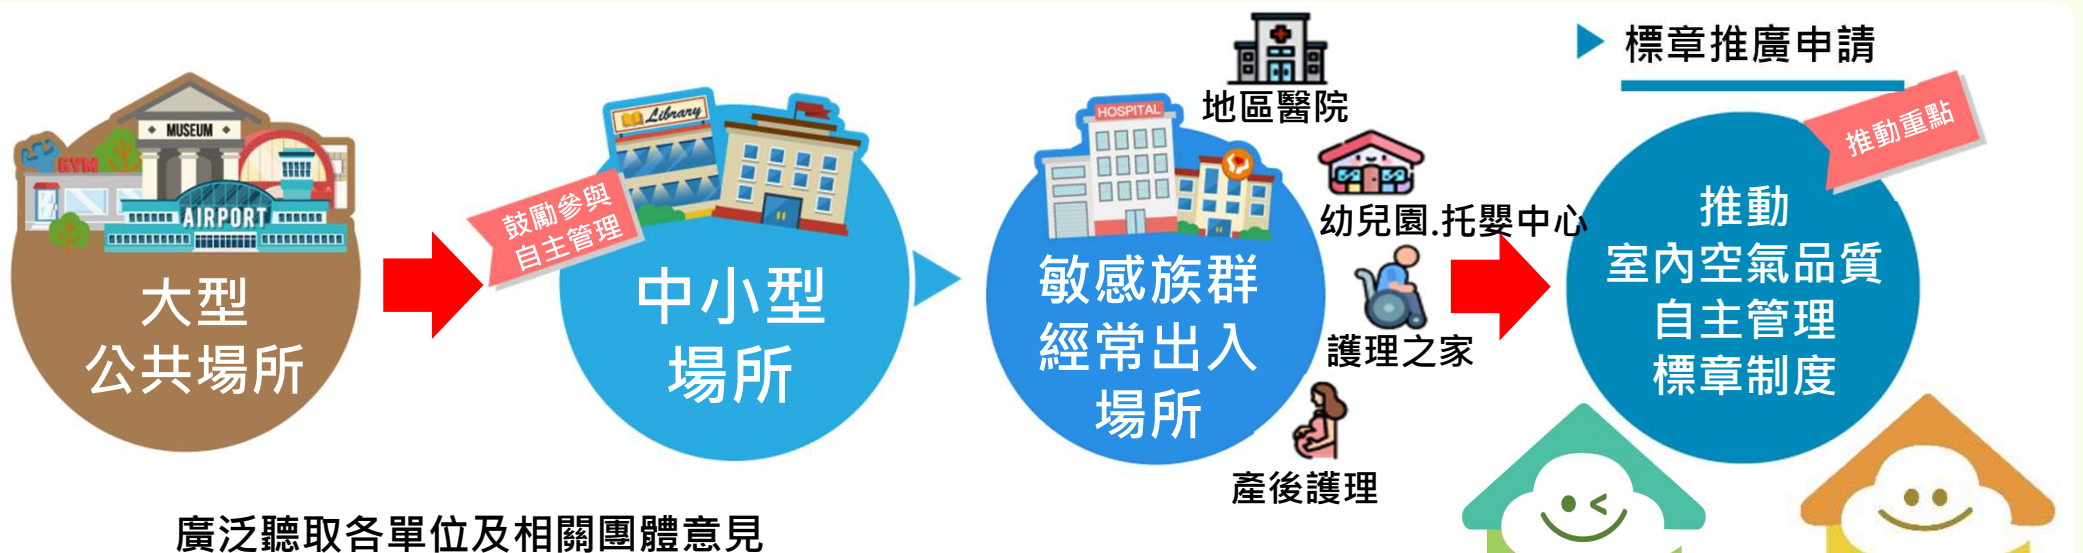 MUSEUM
GYM
AIRPORT
大型
公共場所
鼓勵參與
自主管理
Library
中小型
場所
HOSPITAL
敏感族群
經常出入
場所
地區醫院
幼兒園.托嬰中心
護理之家
產後護理
標章推廣申請
推動重點
推動
室內空氣品質
自主管理
標章制度
廣泛聽取各單位及相關團體意見